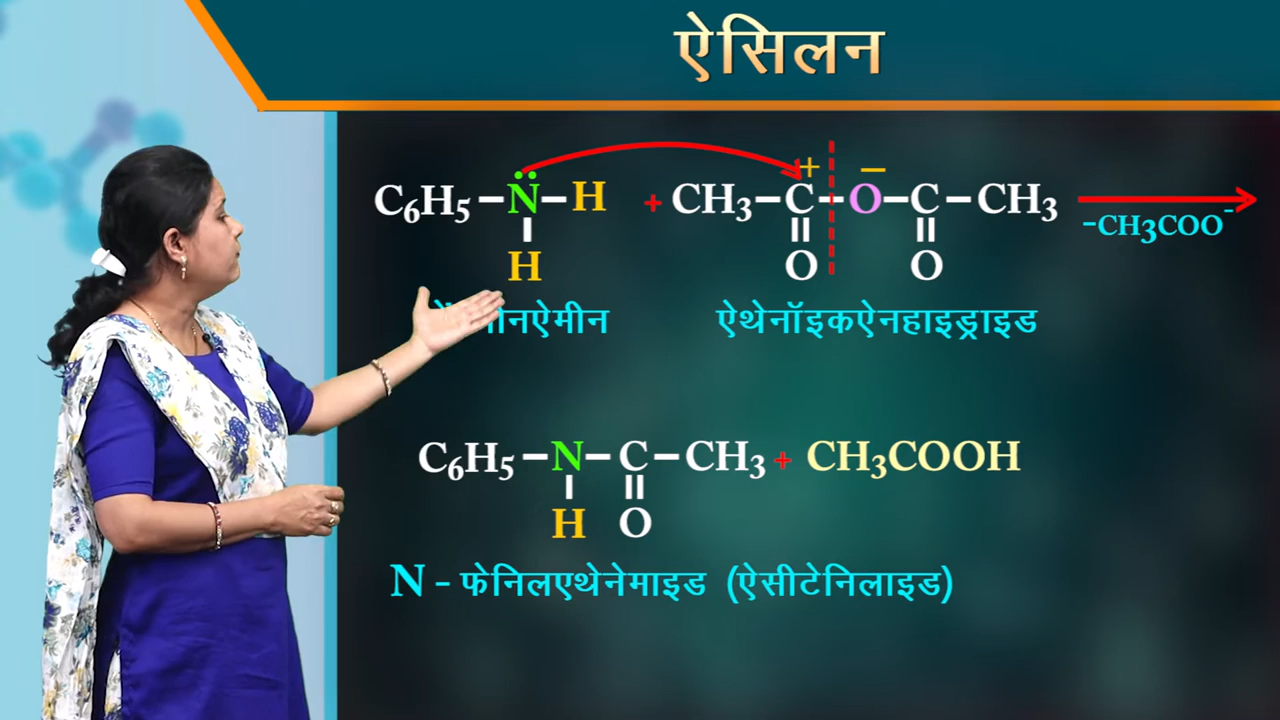 ऐसिलन
C₆H₅–N̈–H + CH₃–C–O–C–CH₃ –CH₃COO⁻
+ –
H O O
ऐथेनॉइकऐनहाइड्राइड
C₆H₅–N–C–CH₃ + CH₃COOH
H O
N – फेनिलएथेनेमाइड (ऐसीटेनिलाइड)